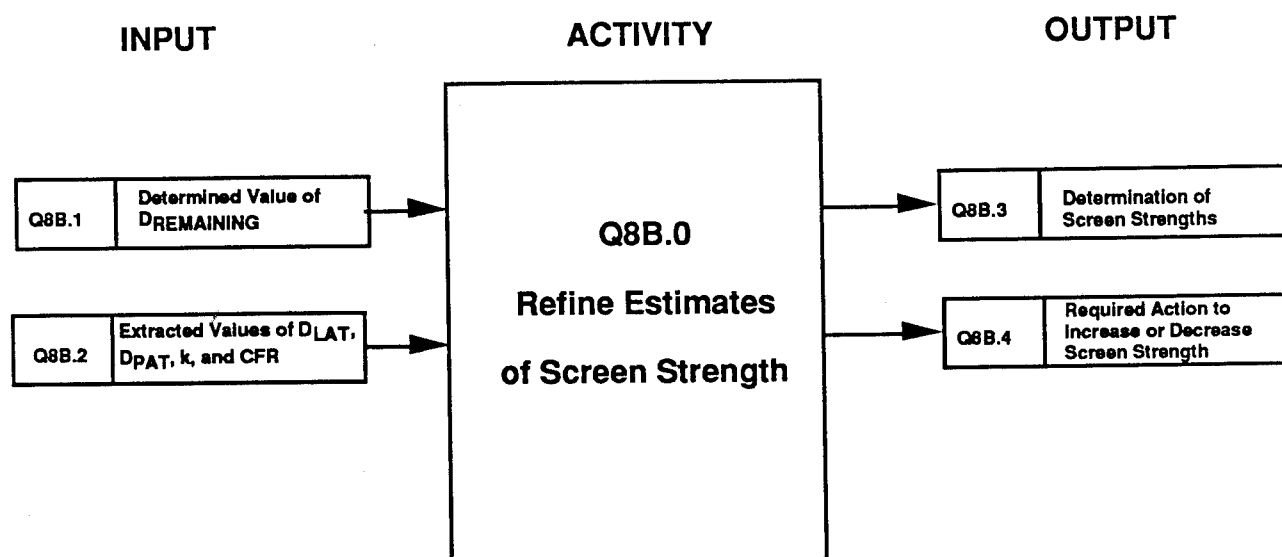 INPUT
ACTIVITY
OUTPUT
Q8B.1
Determined Value of
DREMAINING
Q8B.2
Extracted Values of DLAT,
DPAT, k, and CFR
Q8B.0
Refine Estimates
of Screen Strength
Q8B.3
Determination of
Screen Strengths
Q8B.4
Required Action to
Increase or Decrease
Screen Strength